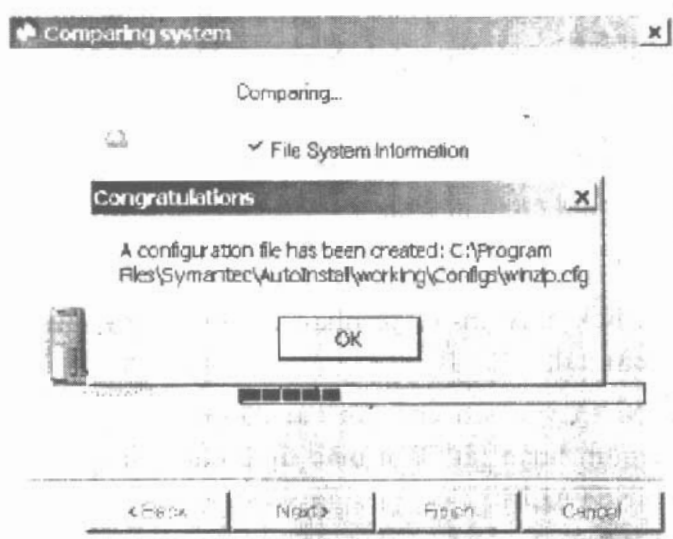 Comparing system
Comparing...
✓ File System Information
Congratulations
A configuration file has been created: C:\Program
Files\Symantec\AutoInstall\working\Configs\winzip.cfg
OK
< Back
Next >
Finish
Cancel